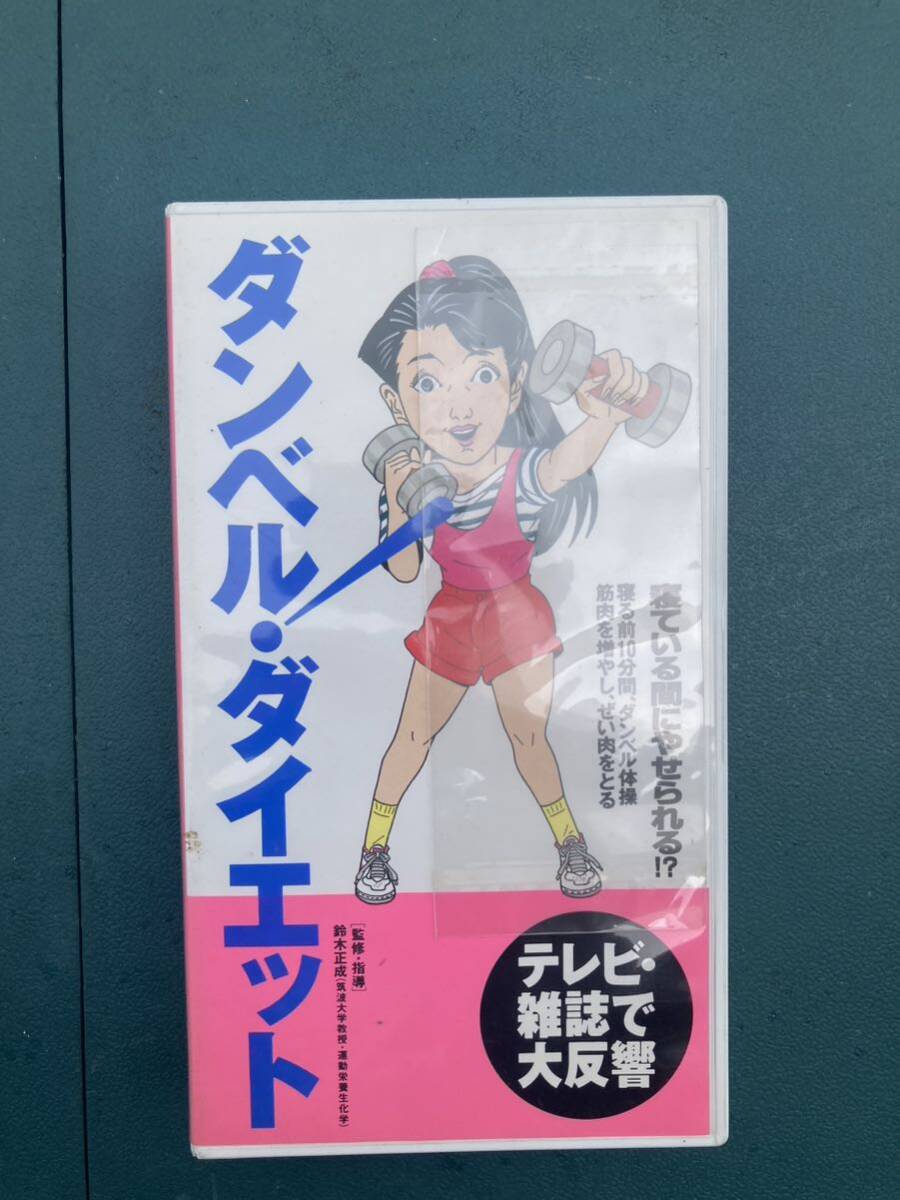 ダンベル・ダイエット
寝ている間にやせられる!?
寝る前10分間、ダンベル体操
筋肉を増やし、ぜい肉をとる
［監修・指導］
鈴木正成（筑波大学教授・運動栄養生化学）
テレビ・
雑誌で
大反響